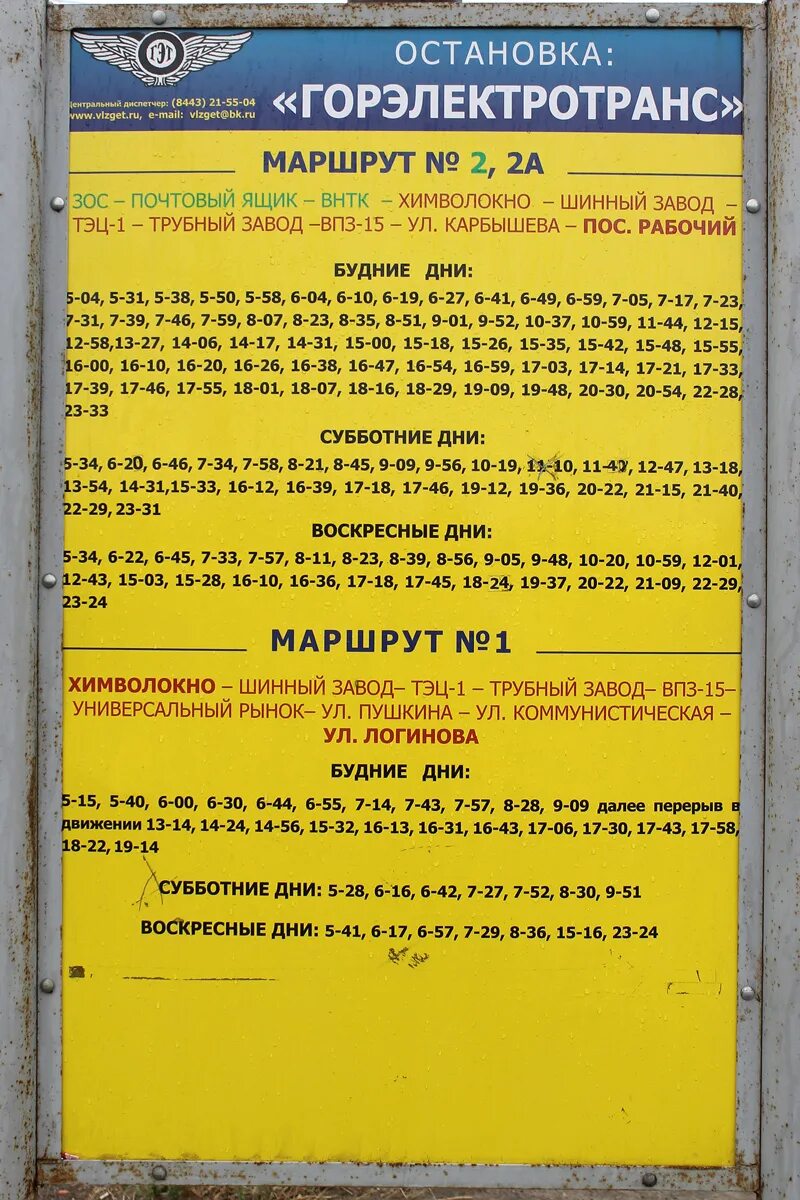 ГЭТ
ОСТАНОВКА:
Центральный диспетчер: (8443) 21-55-04
www.vlzget.ru, e-mail: vlzget@bk.ru
«ГОРЭЛЕКТРОТРАНС»
МАРШРУТ № 2, 2А
ЗОС – ПОЧТОВЫЙ ЯЩИК – ВНТК – ХИМВОЛОКНО – ШИННЫЙ ЗАВОД –
ТЭЦ-1 – ТРУБНЫЙ ЗАВОД –ВПЗ-15 – УЛ. КАРБЫШЕВА – ПОС. РАБОЧИЙ
БУДНИЕ ДНИ:
5-04, 5-31, 5-38, 5-50, 5-58, 6-04, 6-10, 6-19, 6-27, 6-41, 6-49, 6-59, 7-05, 7-17, 7-23,
7-31, 7-39, 7-46, 7-59, 8-07, 8-23, 8-35, 8-51, 9-01, 9-52, 10-37, 10-59, 11-44, 12-15,
12-58,13-27, 14-06, 14-17, 14-31, 15-00, 15-18, 15-26, 15-35, 15-42, 15-48, 15-55,
16-00, 16-10, 16-20, 16-26, 16-38, 16-47, 16-54, 16-59, 17-03, 17-14, 17-21, 17-33,
17-39, 17-46, 17-55, 18-01, 18-07, 18-16, 18-29, 19-09, 19-48, 20-30, 20-54, 22-28,
23-33
СУББОТНИЕ ДНИ:
5-34, 6-20, 6-46, 7-34, 7-58, 8-21, 8-45, 9-09, 9-56, 10-19, 11-10, 11-42, 12-47, 13-18,
13-54, 14-31,15-33, 16-12, 16-39, 17-18, 17-46, 19-12, 19-36, 20-22, 21-15, 21-40,
22-29, 23-31
ВОСКРЕСНЫЕ ДНИ:
5-34, 6-22, 6-45, 7-33, 7-57, 8-11, 8-23, 8-39, 8-56, 9-05, 9-48, 10-20, 10-59, 12-01,
12-43, 15-03, 15-28, 16-10, 16-36, 17-18, 17-45, 18-24, 19-37, 20-22, 21-09, 22-29,
23-24
МАРШРУТ №1
ХИМВОЛОКНО – ШИННЫЙ ЗАВОД– ТЭЦ-1 – ТРУБНЫЙ ЗАВОД– ВПЗ-15–
УНИВЕРСАЛЬНЫЙ РЫНОК– УЛ. ПУШКИНА – УЛ. КОММУНИСТИЧЕСКАЯ –
УЛ. ЛОГИНОВА
БУДНИЕ ДНИ:
5-15, 5-40, 6-00, 6-30, 6-44, 6-55, 7-14, 7-43, 7-57, 8-28, 9-09 далее перерыв в
движении 13-14, 14-24, 14-56, 15-32, 16-13, 16-31, 16-43, 17-06, 17-30, 17-43, 17-58,
18-22, 19-14
СУББОТНИЕ ДНИ: 5-28, 6-16, 6-42, 7-27, 7-52, 8-30, 9-51
ВОСКРЕСНЫЕ ДНИ: 5-41, 6-17, 6-57, 7-29, 8-36, 15-16, 23-24